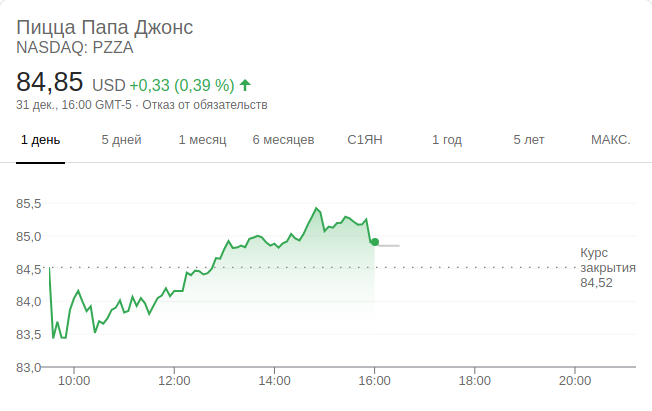 Пицца Папа Джонс
NASDAQ: PZZA
84,85 USD +0,33 (0,39 %)
31 дек., 16:00 GMT-5 · Отказ от обязательств
1 день 5 дней 1 месяц 6 месяцев С1ЯН 1 год 5 лет МАКС.
85,5
85,0
84,5
84,0
83,5
83,0
Курс
закрытия
84,52
10:00 12:00 14:00 16:00 18:00 20:00